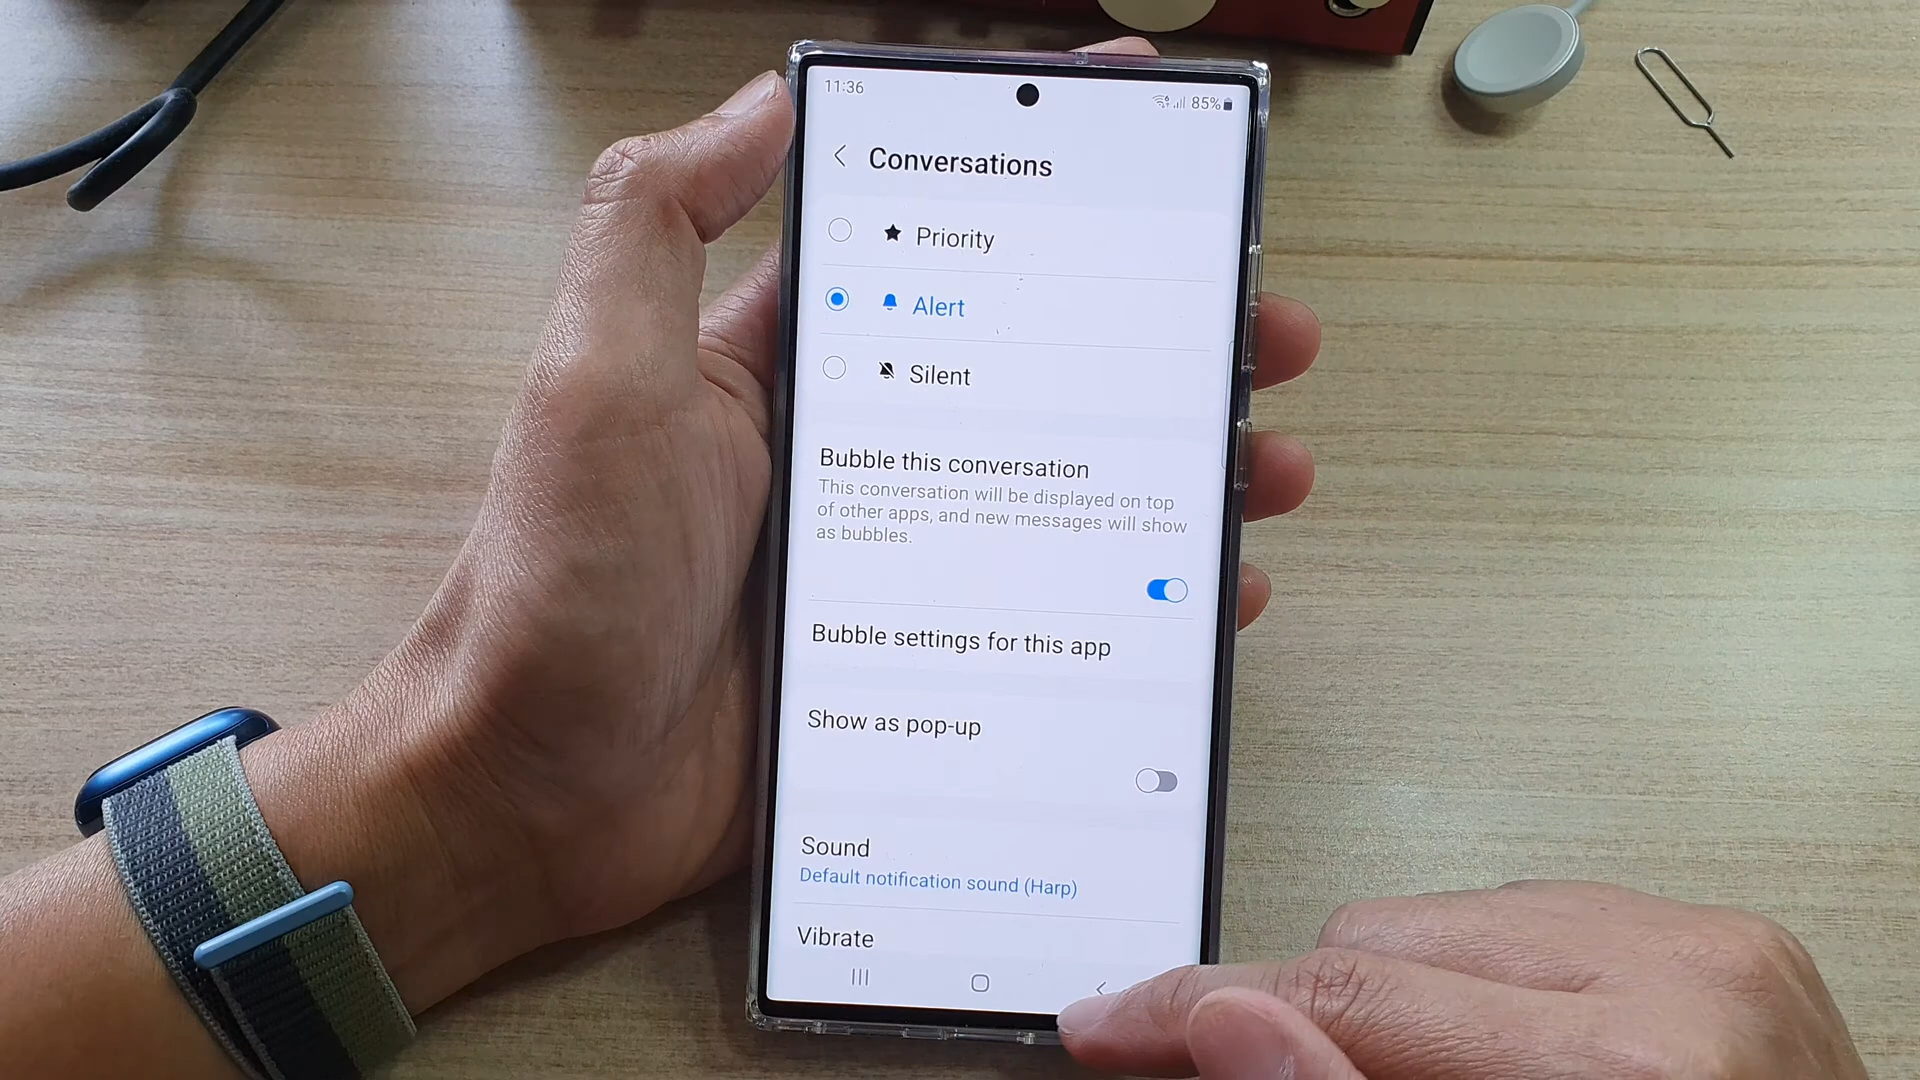 11:36
85%
Conversations
Priority
Alert
Silent
Bubble this conversation
This conversation will be displayed on top
of other apps, and new messages will show
as bubbles.
Bubble settings for this app
Show as pop-up
Sound
Default notification sound (Harp)
Vibrate